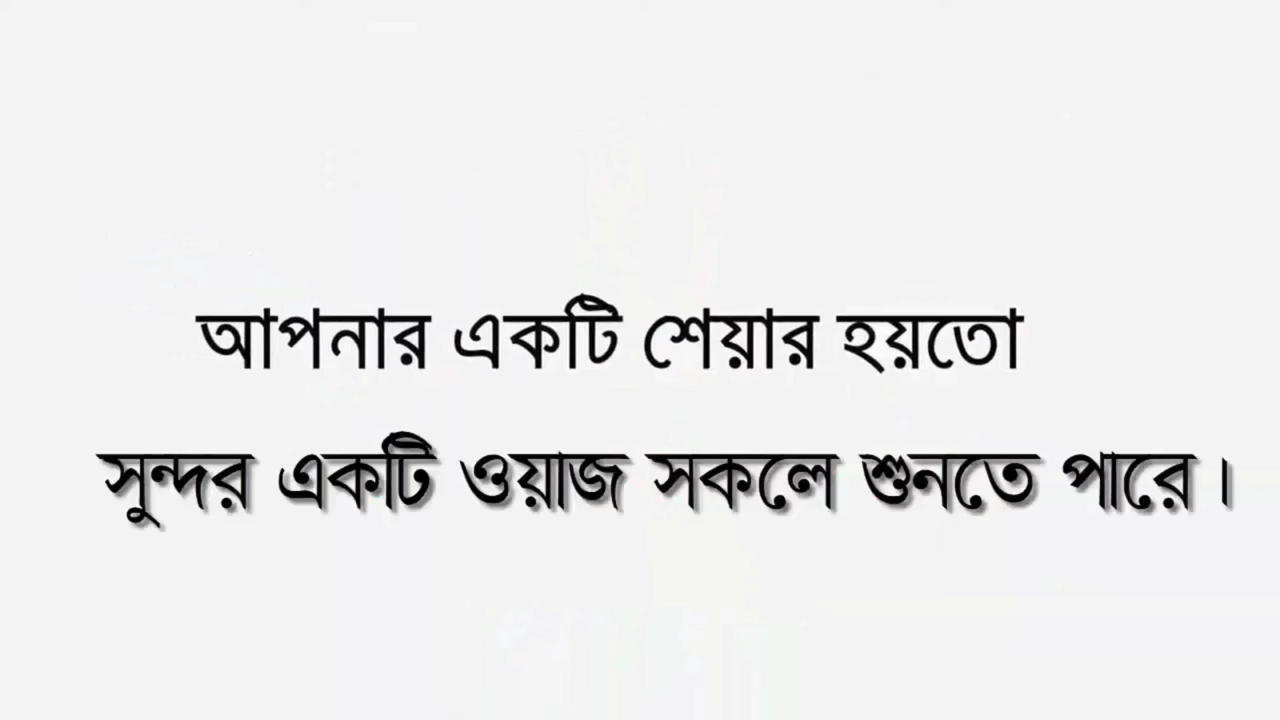 আপনার একটি শেয়ার হয়তো
সুন্দর একটি ওয়াজ সকলে শুনতে পারে।